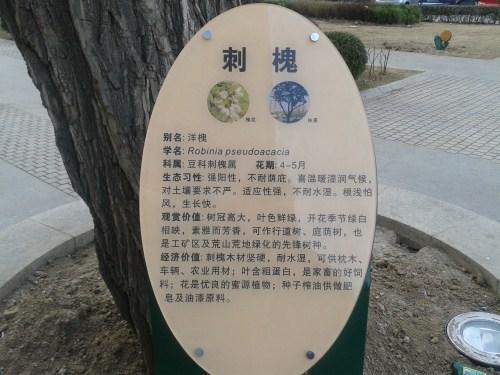 刺 槐
槐花 林景
别名: 洋槐
学名: Robinia pseudoacacia
科属: 豆科刺槐属 花期: 4-5月
生态习性: 强阳性，不耐荫庇。喜温暖湿润气候，
对土壤要求不严。适应性强，不耐水湿。根浅怕
风，生长快。
观赏价值: 树冠高大，叶色鲜绿，开花季节绿白
相映，素雅而芳香，可作行道树、庭荫树，也
是工矿区及荒山荒地绿化的先锋树种。
经济价值: 刺槐木材坚硬，耐水湿，可供枕木、
车辆、农业用材；叶含粗蛋白，是家畜的好饲
料；花是优良的蜜源植物；种子榨油供做肥
皂及油漆原料。